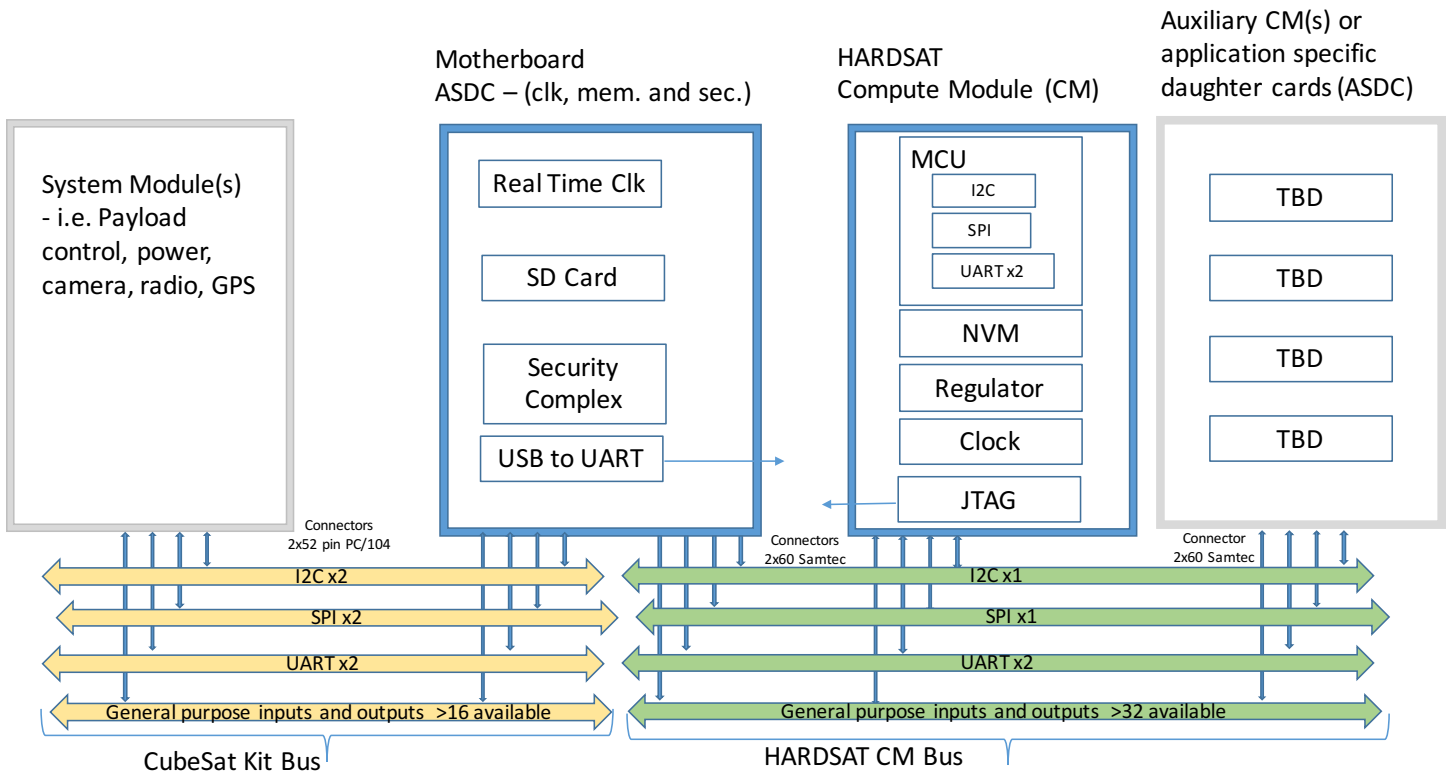 Motherboard
ASDC – (clk, mem. and sec.)
HARDSAT
Compute Module (CM)
Auxiliary CM(s) or
application specific
daughter cards (ASDC)
System Module(s)
- i.e. Payload
control, power,
camera, radio, GPS
Real Time Clk
SD Card
Security
Complex
USB to UART
MCU
I2C
SPI
UART x2
NVM
Regulator
Clock
JTAG
TBD
TBD
TBD
TBD
Connectors
2x52 pin PC/104
Connectors
2x60 Samtec
Connector
2x60 Samtec
I2C x2
SPI x2
UART x2
General purpose inputs and outputs >16 available
CubeSat Kit Bus
I2C x1
SPI x1
UART x2
General purpose inputs and outputs >32 available
HARDSAT CM Bus